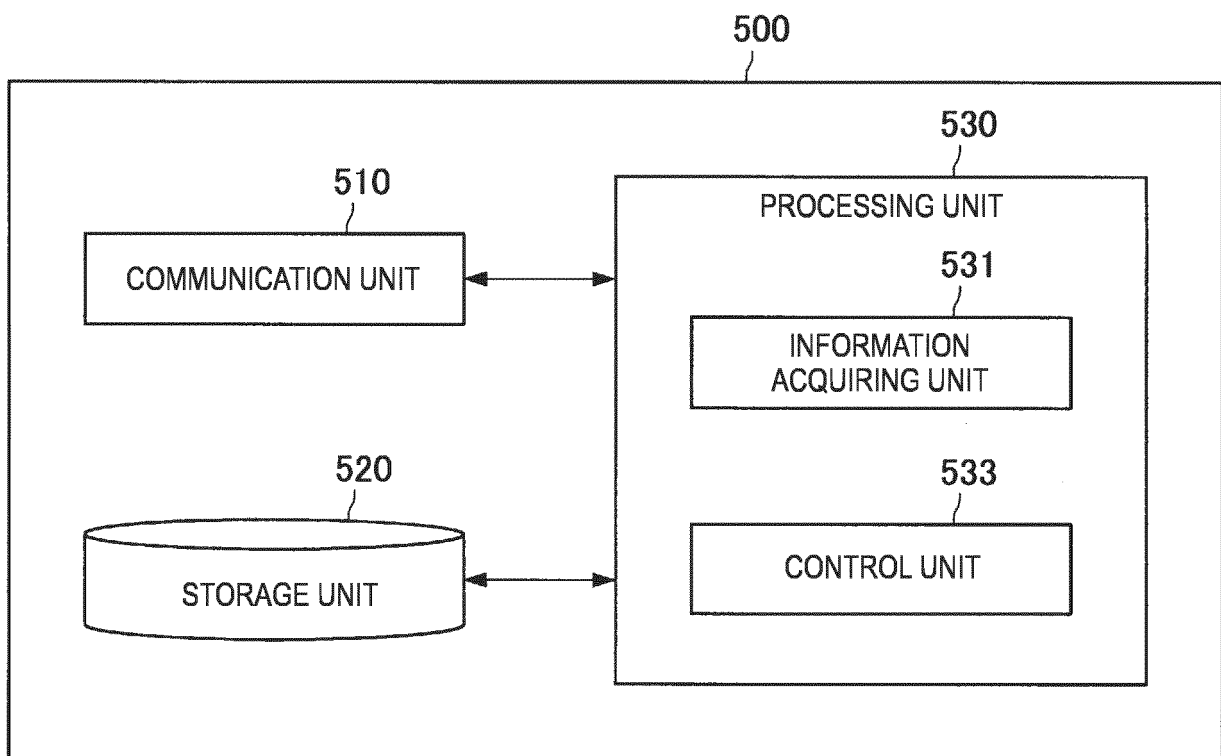 500
530
510
PROCESSING UNIT
COMMUNICATION UNIT
531
INFORMATION
ACQUIRING UNIT
520
533
STORAGE UNIT
CONTROL UNIT